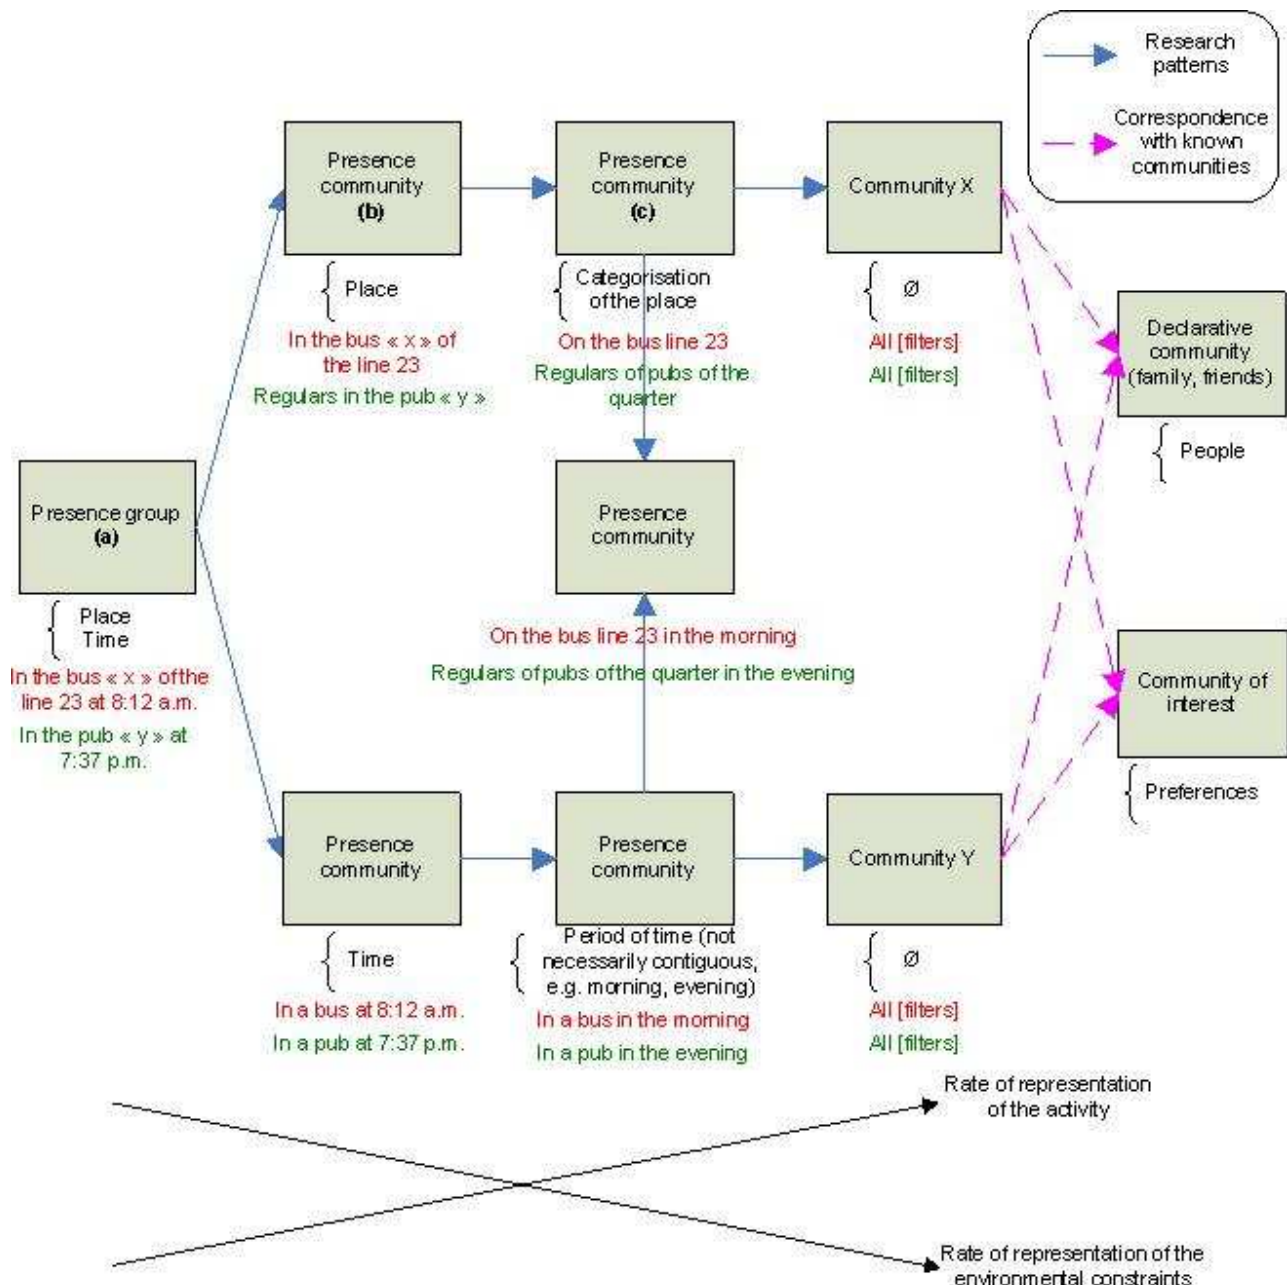 Research
patterns
Correspondence
with known
communities
Presence
community
(b)
Presence
community
(c)
Community X
Place
Categorisation
of the place
Ø
In the bus « x » of
the line 23
Regulars in the pub « y »
On the bus line 23
Regulars of pubs of the
quarter
All [filters]
All [filters]
Declarative
community
(family, friends)
People
Presence group
(a)
Presence
community
Place
Time
In the bus « x » of the
line 23 at 8:12 a.m.
In the pub « y » at
7:37 p.m.
On the bus line 23 in the morning
Regulars of pubs of the quarter in the evening
Community of
interest
Preferences
Presence
community
Presence
community
Community Y
Time
Period of time (not
necessarily contiguous,
e.g. morning, evening)
Ø
In a bus at 8:12 a.m.
In a pub at 7:37 p.m.
In a bus in the morning
In a pub in the evening
All [filters]
All [filters]
Rate of representation
of the activity
Rate of representation of the
environmental constraints